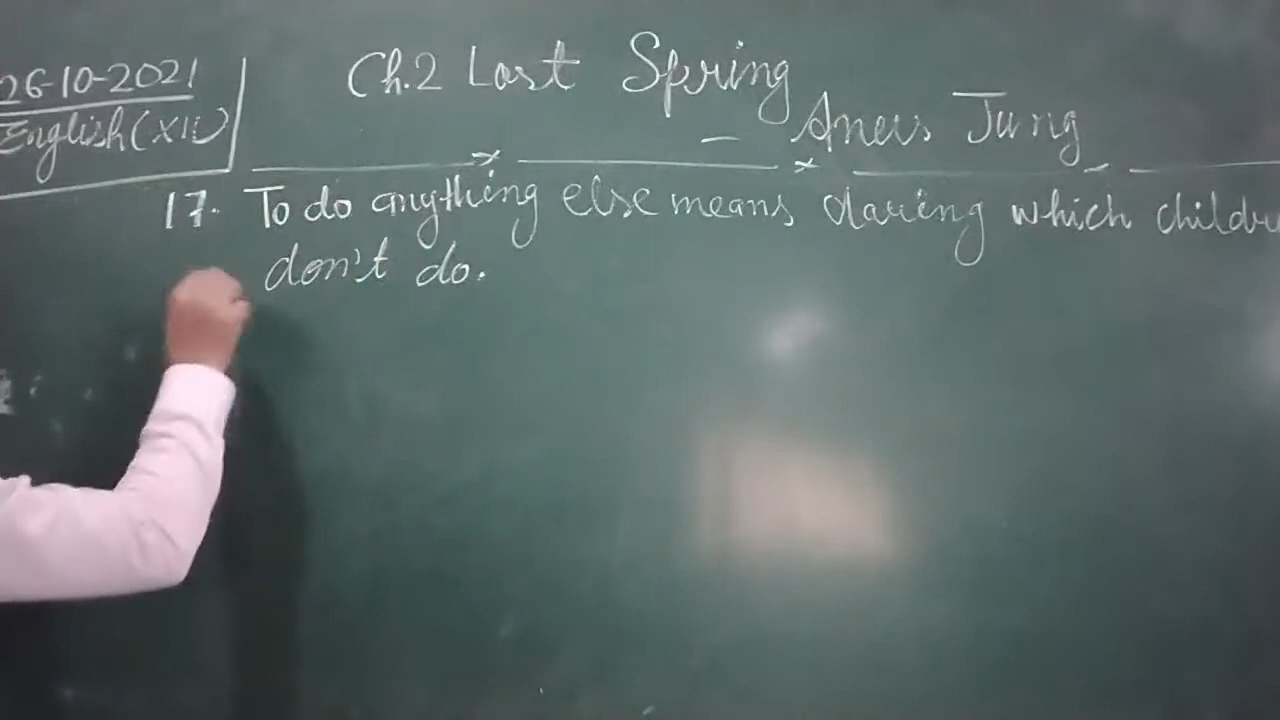 26-10-2021
English (XII)
Ch.2 Lost Spring
- Anees Jung
17. To do anything else means daring which childre
don't do.